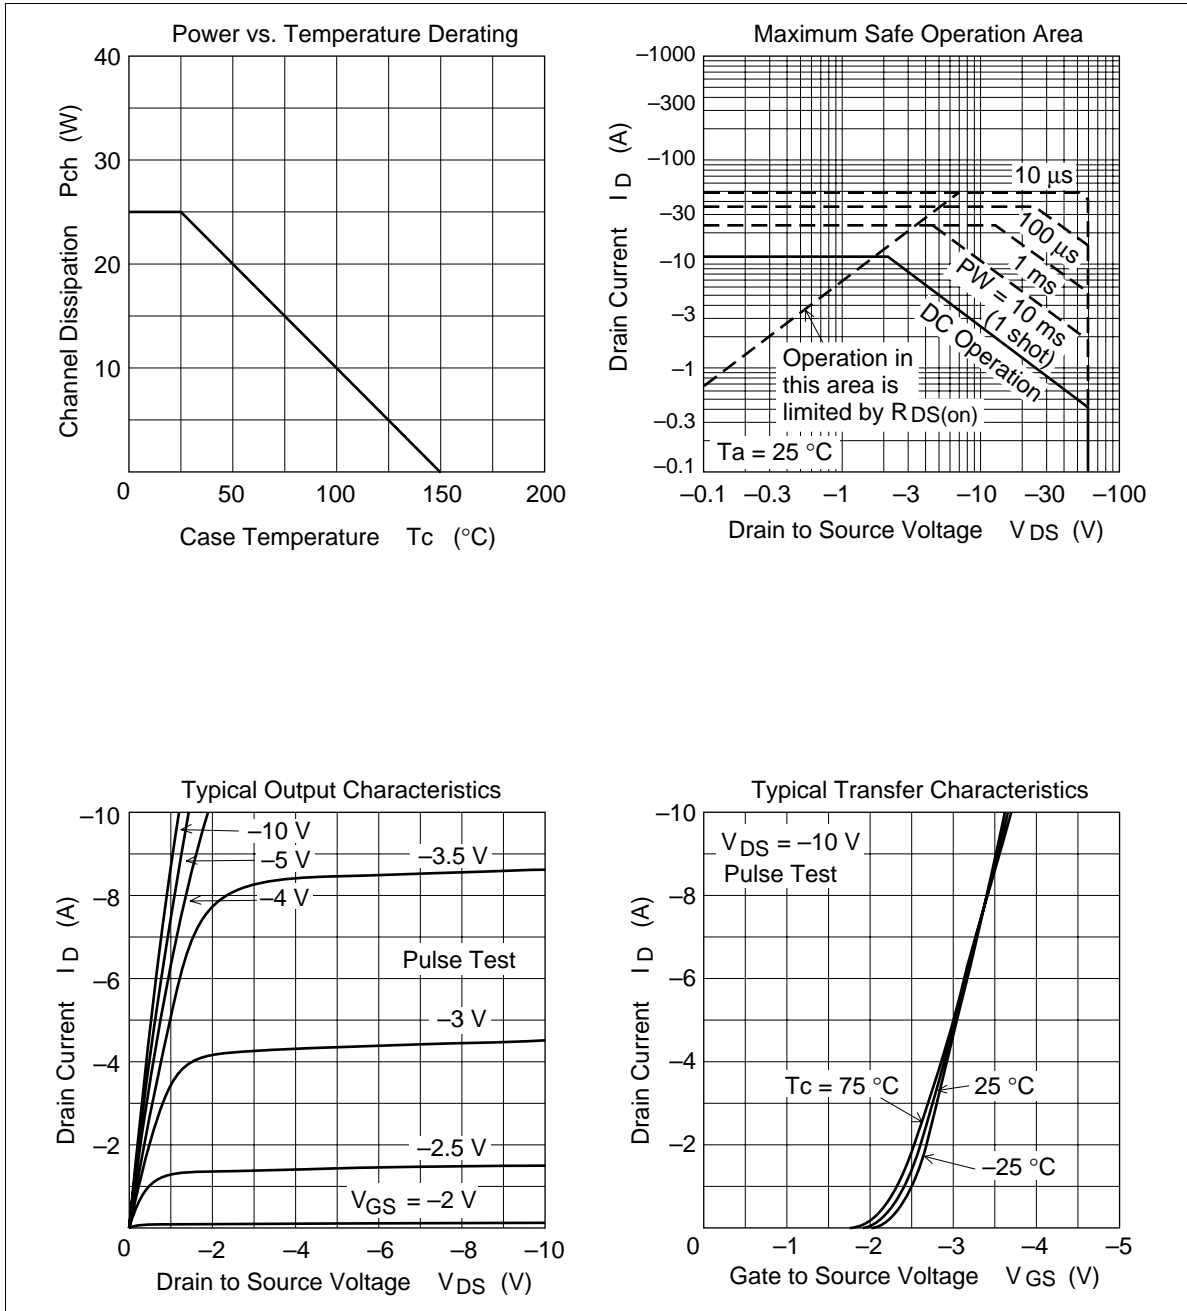 Power vs. Temperature Derating
40
30
20
10
0
50
100
150
200
Channel Dissipation Pch (W)
Case Temperature Tc (°C)
Maximum Safe Operation Area
–1000
–300
–100
–30
–10
–3
–1
–0.3
–0.1
Drain Current I D (A)
10 μs
100 μs
1 ms
PW = 10 ms
(1 shot)
DC Operation
Operation in
this area is
limited by R DS(on)
Ta = 25 °C
–0.1
–0.3
–1
–3
–10
–30
–100
Drain to Source Voltage V DS (V)
Typical Output Characteristics
–10
–8
–6
–4
–2
0
Drain Current I D (A)
–10 V
–5 V
–4 V
–3.5 V
Pulse Test
–3 V
–2.5 V
V GS = –2 V
–2
–4
–6
–8
–10
Drain to Source Voltage V DS (V)
Typical Transfer Characteristics
–10
–8
–6
–4
–2
0
Drain Current I D (A)
V DS = –10 V
Pulse Test
Tc = 75 °C
25 °C
–25 °C
–1
–2
–3
–4
–5
Gate to Source Voltage V GS (V)